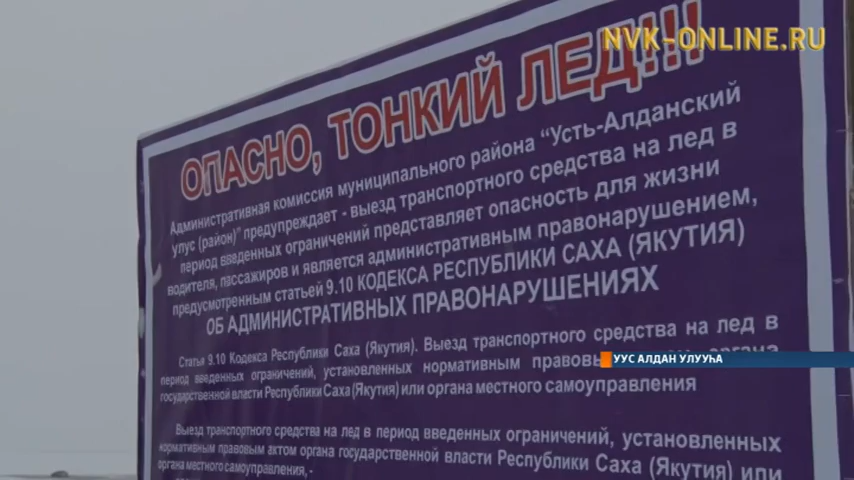 NVK-ONLINE.RU
ОПАСНО, ТОНКИЙ ЛЕД!!!
Административная комиссия муниципального района “Усть-Алданский
улус (район)” предупреждает - выезд транспортного средства на лед в
период введенных ограничений представляет опасность для жизни
водителя, пассажиров и является административным правонарушением,
предусмотренным статьей 9.10 КОДЕКСА РЕСПУБЛИКИ САХА (ЯКУТИЯ)
ОБ АДМИНИСТРАТИВНЫХ ПРАВОНАРУШЕНИЯХ
Статья 9.10 Кодекса Республики Саха (Якутия). Выезд транспортного средства на лед в
период введенных ограничений, установленных нормативным органа
государственной власти Республики Саха (Якутия) или органа местного самоуправления
УУС АЛДАН УЛУУҺА
Выезд транспортного средства на лед в период введенных ограничений, установленных
нормативным правовым актом органа государственной власти Республики Саха (Якутия) или
органа местного самоуправления, -